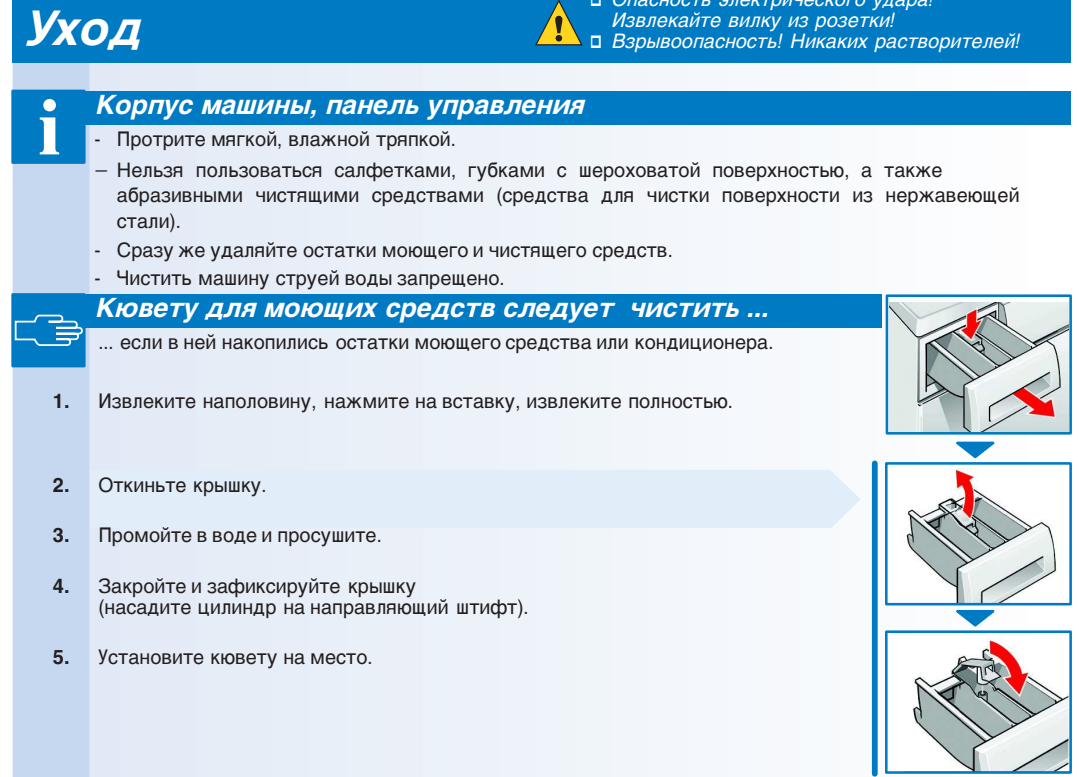 Уход
Опасность электрического удара!
Извлекайте вилку из розетки!
Взрывоопасность! Никаких растворителей!
i
Корпус машины, панель управления
- Протрите мягкой, влажной тряпкой.
– Нельзя пользоваться салфетками, губками с шероховатой поверхностью, а также
абразивными чистящими средствами (средства для чистки поверхности из нержавеющей
стали).
- Сразу же удаляйте остатки моющего и чистящего средств.
- Чистить машину струей воды запрещено.
Кювету для моющих средств следует чистить ...
... если в ней накопились остатки моющего средства или кондиционера.
1. Извлеките наполовину, нажмите на вставку, извлеките полностью.
2. Откиньте крышку.
3. Промойте в воде и просушите.
4. Закройте и зафиксируйте крышку
(насадите цилиндр на направляющий штифт).
5. Установите кювету на место.